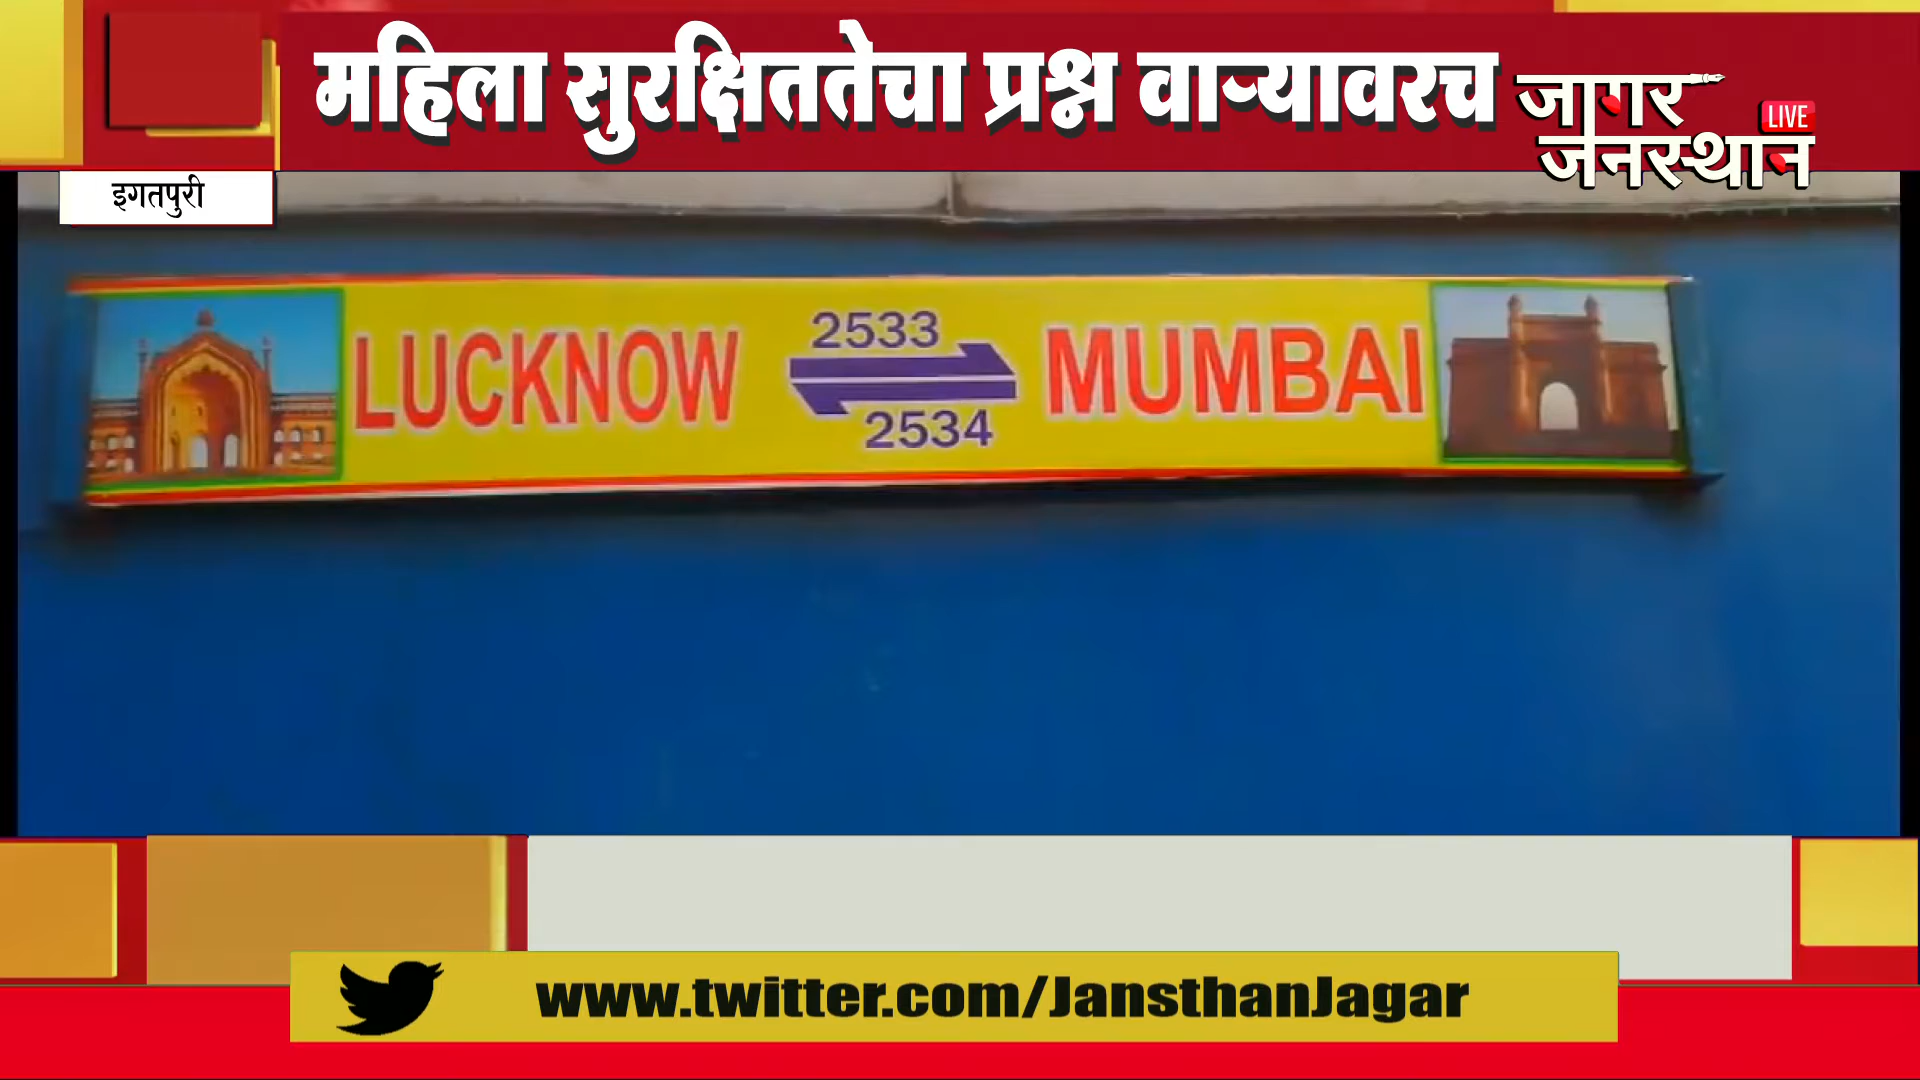 महिला सुरक्षिततेचा प्रश्न वाऱ्यावरच
जागर
LIVE
जनस्थान
इगतपुरी
LUCKNOW 2533 MUMBAI
2534
www.twitter.com/JansthanJagar